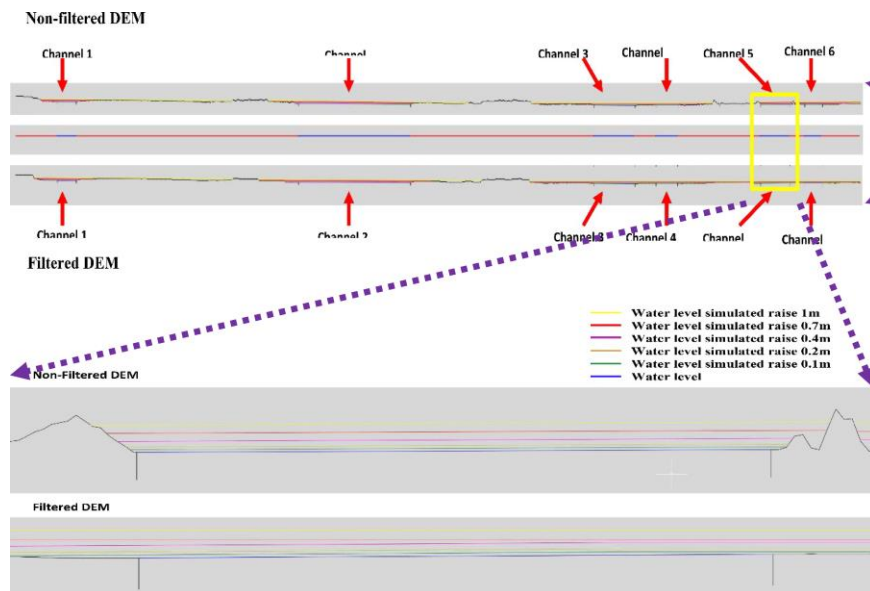 Non-filtered DEM
Channel 1 Channel Channel 3 Channel Channel 5 Channel 6
Channel 1 Channel 2 Channel 3 Channel 4 Channel Channel
Filtered DEM
Water level simulated raise 1m
Water level simulated raise 0.7m
Water level simulated raise 0.4m
Water level simulated raise 0.2m
Water level simulated raise 0.1m
Water level
Non-Filtered DEM
Filtered DEM